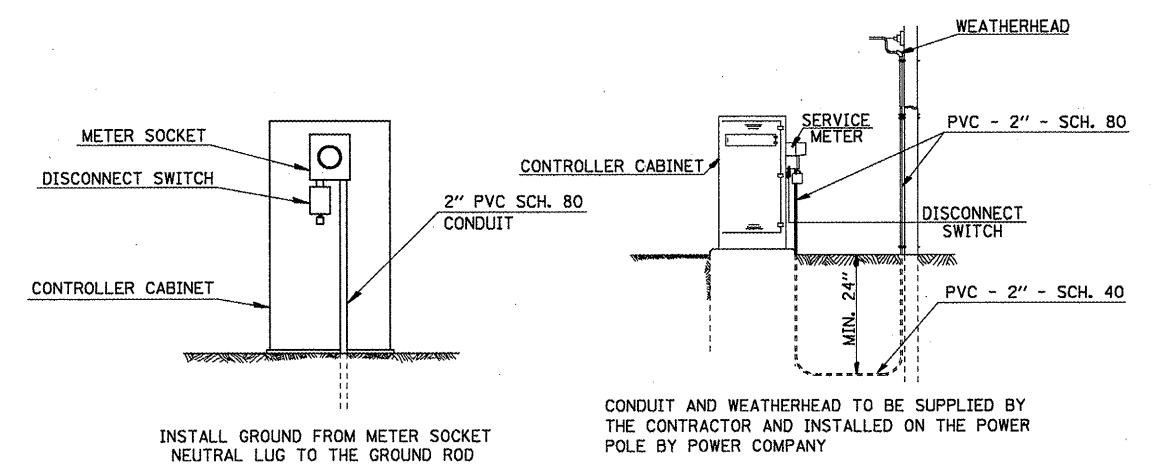 METER SOCKET
DISCONNECT SWITCH
2" PVC SCH. 80
CONDUIT
CONTROLLER CABINET
INSTALL GROUND FROM METER SOCKET
NEUTRAL LUG TO THE GROUND ROD
WEATHERHEAD
SERVICE
METER
PVC - 2" - SCH. 80
CONTROLLER CABINET
DISCONNECT
SWITCH
MIN. 24"
PVC - 2" - SCH. 40
CONDUIT AND WEATHERHEAD TO BE SUPPLIED BY
THE CONTRACTOR AND INSTALLED ON THE POWER
POLE BY POWER COMPANY